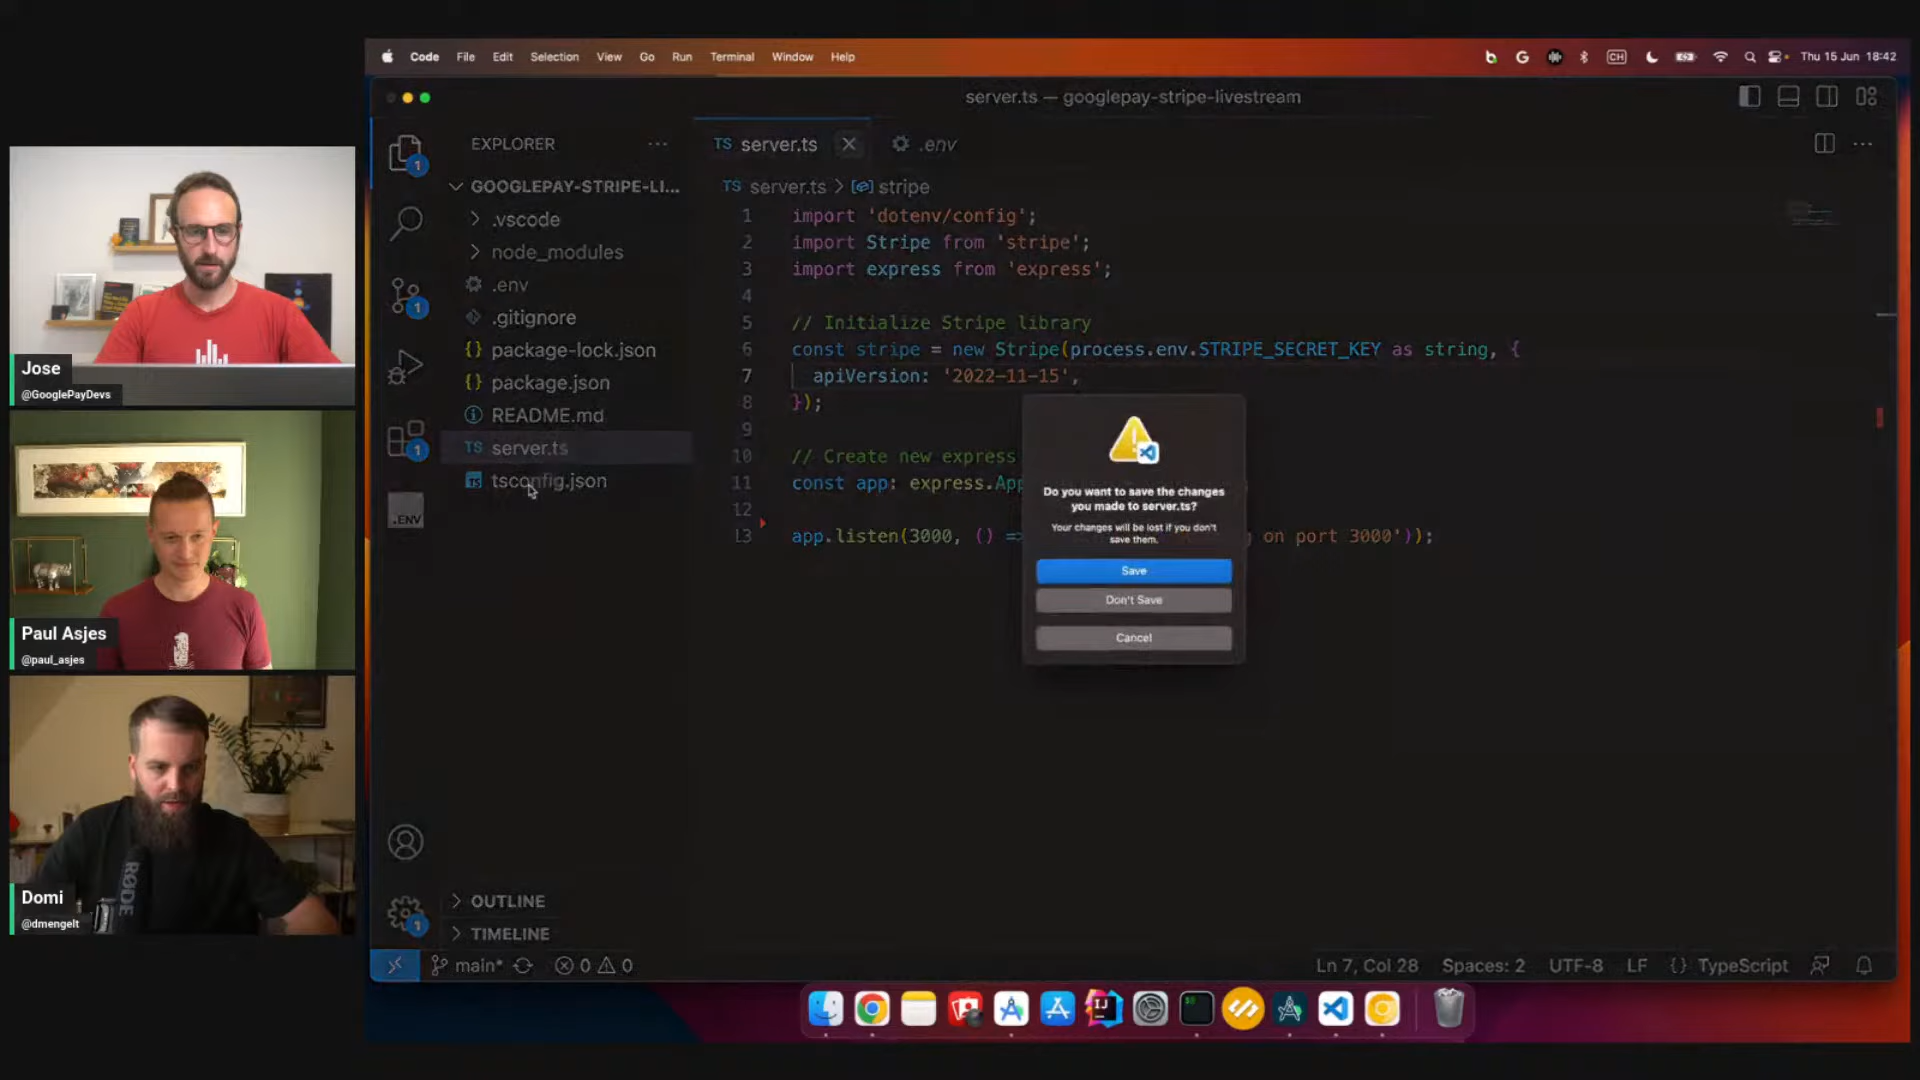 Code File Edit Selection View Go Run Terminal Window Help
CH
Thu 15 Jun 18:42
server.ts — googlepay-stripe-livestream
EXPLORER
1
GOOGLEPAY-STRIPE-LI...
.vscode
node_modules
.env
.gitignore
1
package-lock.json
package.json
README.md
server.ts
1
tsconfig.json
.ENV
OUTLINE
1
TIMELINE
TS server.ts
.env
TS server.ts > stripe
1 import 'dotenv/config';
2 import Stripe from 'stripe';
3 import express from 'express';
4
5 // Initialize Stripe library
6 const stripe = new Stripe(process.env.STRIPE_SECRET_KEY as string, {
7 apiVersion: '2022-11-15',
8 });
9
10 // Create new express
11 const app: express.App
12
13 app.listen(3000, () => g on port 3000'));
Do you want to save the changes
you made to server.ts?
Your changes will be lost if you don't
save them.
Save
Don't Save
Cancel
main* 0 0
Ln 7, Col 28 Spaces: 2 UTF-8 LF {} TypeScript
Jose
@GooglePayDevs
Paul Asjes
@paul_asjes
RØDE
Domi
@dmengelt